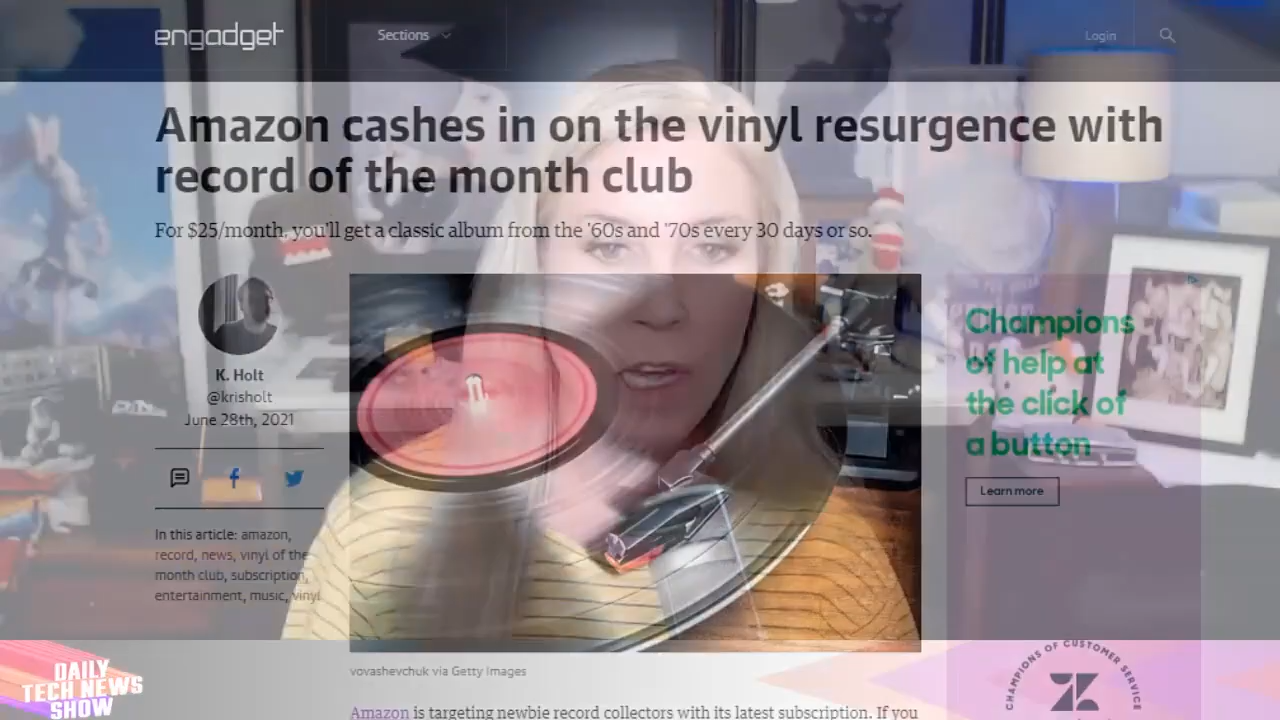 engadget
Sections
Login
Amazon cashes in on the vinyl resurgence with
record of the month club
For $25/month, you'll get a classic album from the '60s and '70s every 30 days or so.
K. Holt
@krisholt
June 28th, 2021
In this article: amazon,
record, news, vinyl of the
month club, subscription,
entertainment, music, vinyl
Champions
of help at
the click of
a button
Learn more
vovashevchuk via Getty Images
Amazon is targeting newbie record collectors with its latest subscription. If you
CHAMPIONS OF CUSTOMER SERVICE
DAILY
TECH NEWS
SHOW